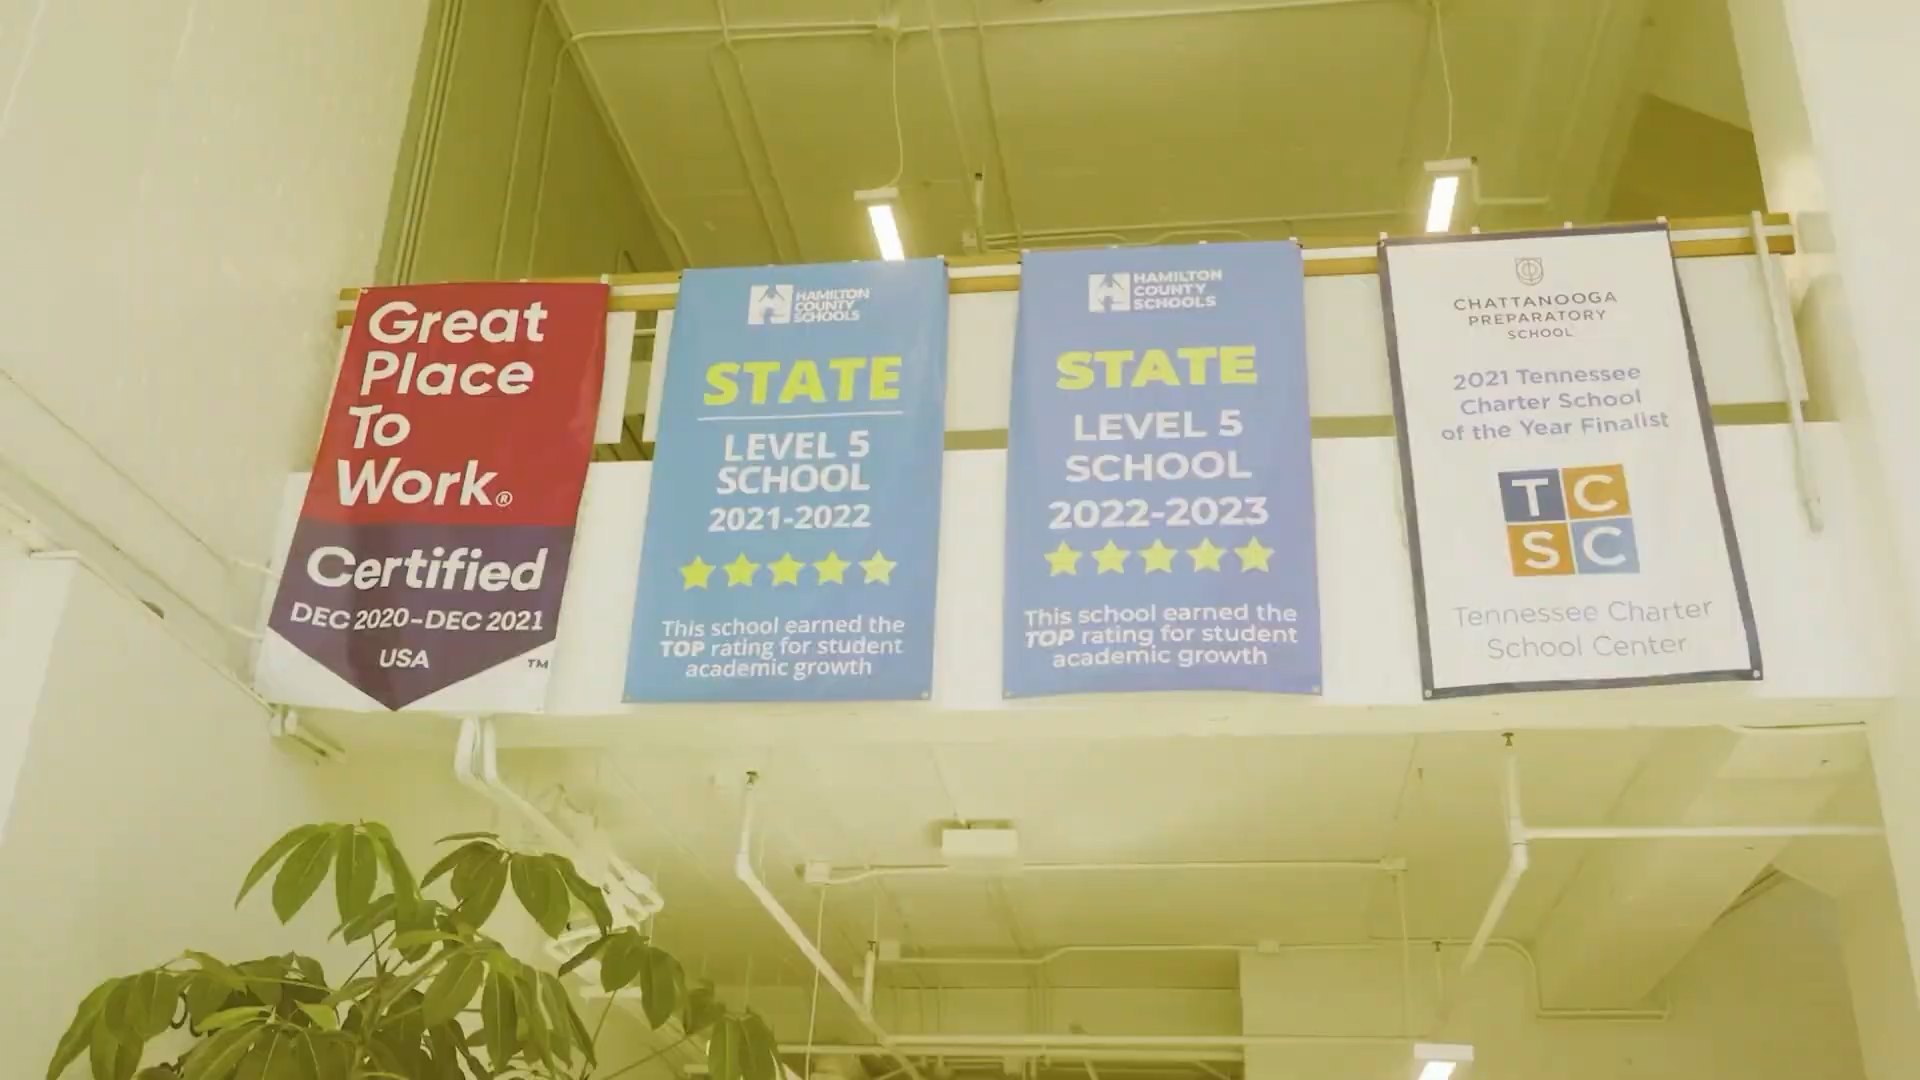 Great
Place
To
Work®
Certified
DEC 2020-DEC 2021
USA
TM
HAMILTON
COUNTY
SCHOOLS
STATE
LEVEL 5
SCHOOL
2021-2022
This school earned the
TOP rating for student
academic growth
HAMILTON
COUNTY
SCHOOLS
STATE
LEVEL 5
SCHOOL
2022-2023
This school earned the
TOP rating for student
academic growth
CHATTANOOGA
PREPARATORY
SCHOOL
2021 Tennessee
Charter School
of the Year Finalist
TC
SC
Tennessee Charter
School Center